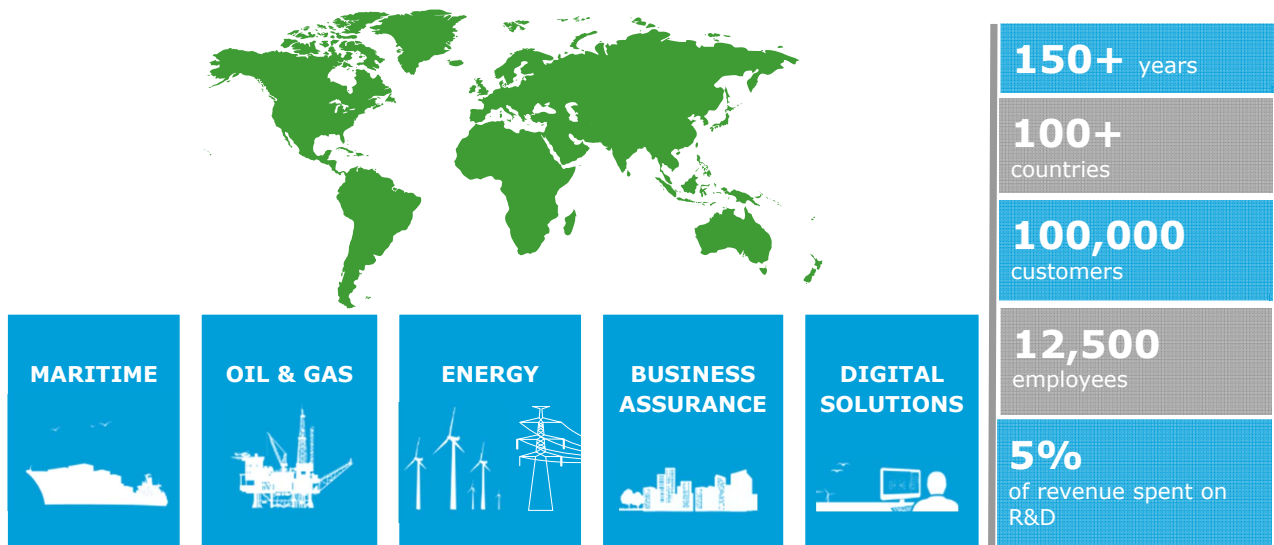 MARITIME
OIL & GAS
ENERGY
BUSINESS
ASSURANCE
DIGITAL
SOLUTIONS
150+ years
100+
countries
100,000
customers
12,500
employees
5%
of revenue spent on
R&D